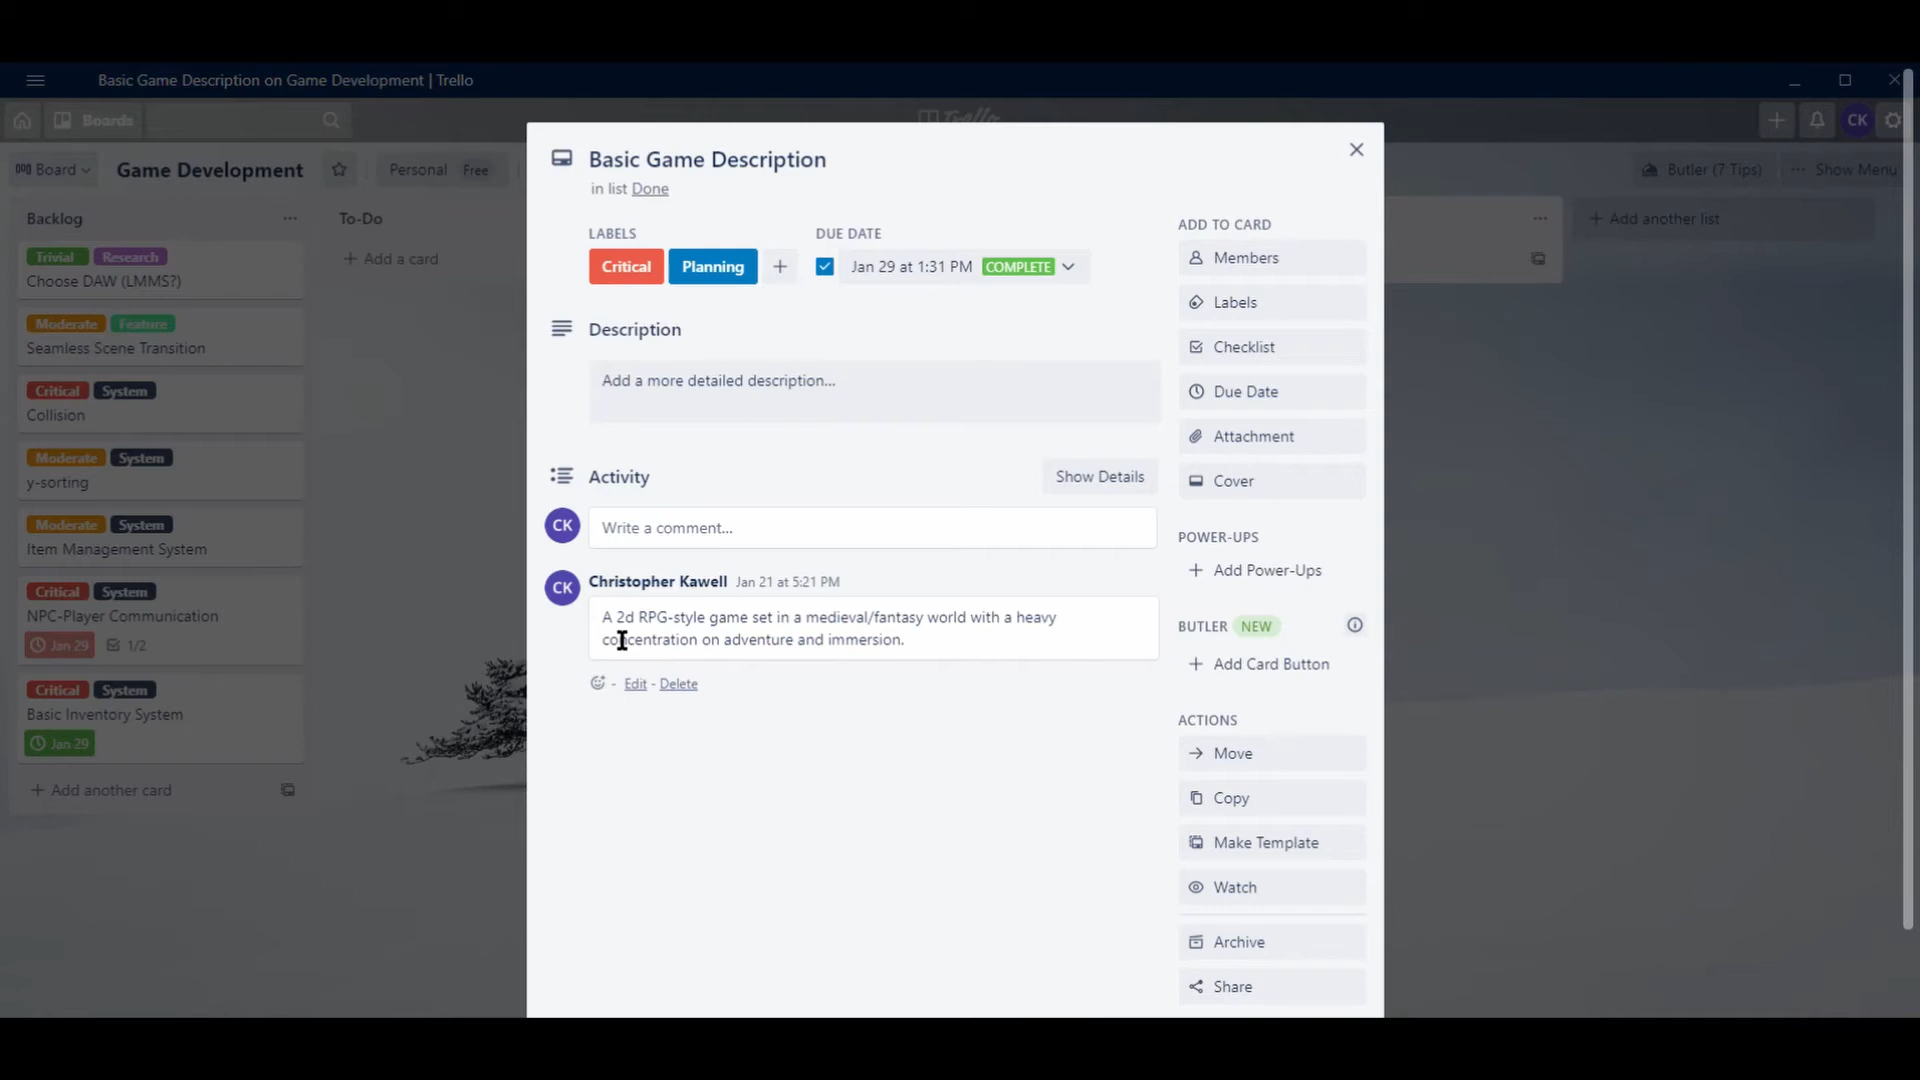 Basic Game Description on Game Development | Trello
Boards
Trello
CK
Board
Game Development
Personal Free
Butler (7 Tips)
... Show Menu
Backlog
...
Trivial Research
Choose DAW (LMMS?)
Moderate Feature
Seamless Scene Transition
Critical System
Collision
Moderate System
y-sorting
Moderate System
Item Management System
Critical System
NPC-Player Communication
Jan 29 1/2
Critical System
Basic Inventory System
Jan 29
+ Add another card
To-Do
+ Add a card
Basic Game Description
in list Done
LABELS
Critical Planning +
DUE DATE
Jan 29 at 1:31 PM COMPLETE
Description
Add a more detailed description...
Activity
Show Details
CK
Write a comment...
CK
Christopher Kawell Jan 21 at 5:21 PM
A 2d RPG-style game set in a medieval/fantasy world with a heavy
concentration on adventure and immersion.
- Edit - Delete
ADD TO CARD
Members
Labels
Checklist
Due Date
Attachment
Cover
POWER-UPS
+ Add Power-Ups
BUTLER NEW
+ Add Card Button
ACTIONS
Move
Copy
Make Template
Watch
Archive
Share
...
+ Add another list